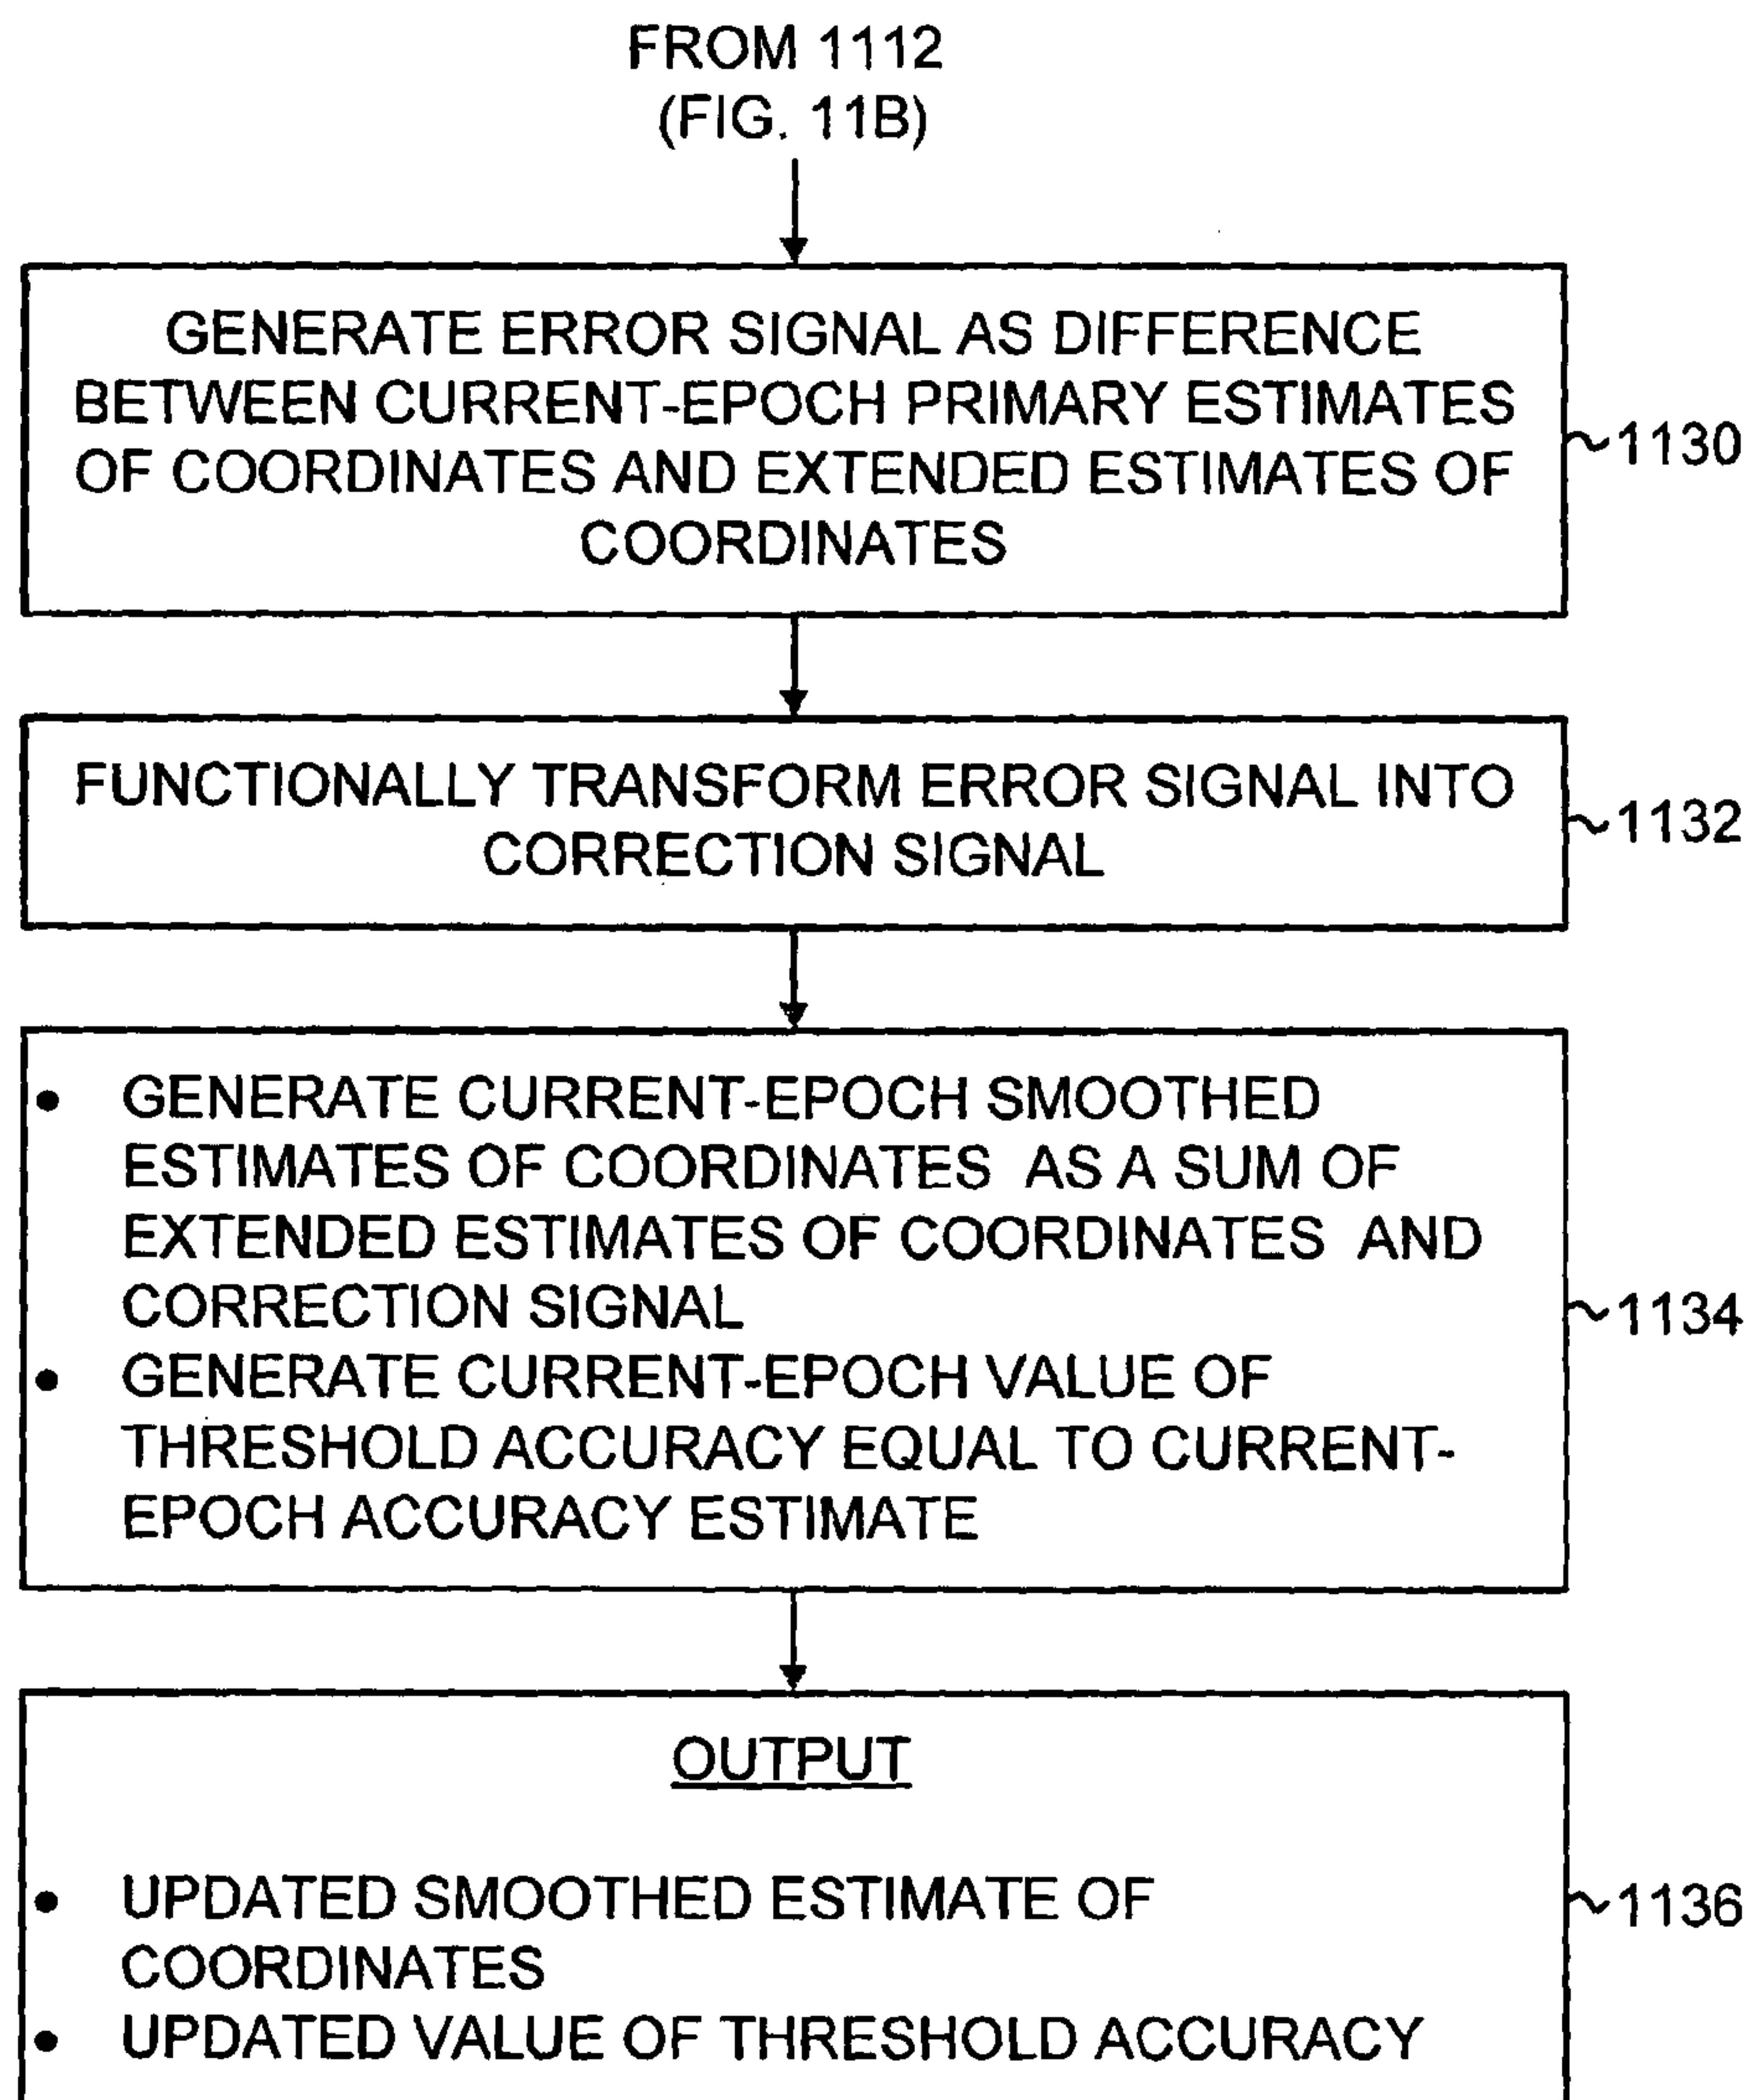 FROM 1112
(FIG. 11B)
GENERATE ERROR SIGNAL AS DIFFERENCE
BETWEEN CURRENT-EPOCH PRIMARY ESTIMATES
OF COORDINATES AND EXTENDED ESTIMATES OF
COORDINATES
1130
FUNCTIONALLY TRANSFORM ERROR SIGNAL INTO
CORRECTION SIGNAL
1132
• GENERATE CURRENT-EPOCH SMOOTHED
ESTIMATES OF COORDINATES AS A SUM OF
EXTENDED ESTIMATES OF COORDINATES AND
CORRECTION SIGNAL
• GENERATE CURRENT-EPOCH VALUE OF
THRESHOLD ACCURACY EQUAL TO CURRENT-
EPOCH ACCURACY ESTIMATE
1134
OUTPUT
• UPDATED SMOOTHED ESTIMATE OF
COORDINATES
• UPDATED VALUE OF THRESHOLD ACCURACY
1136